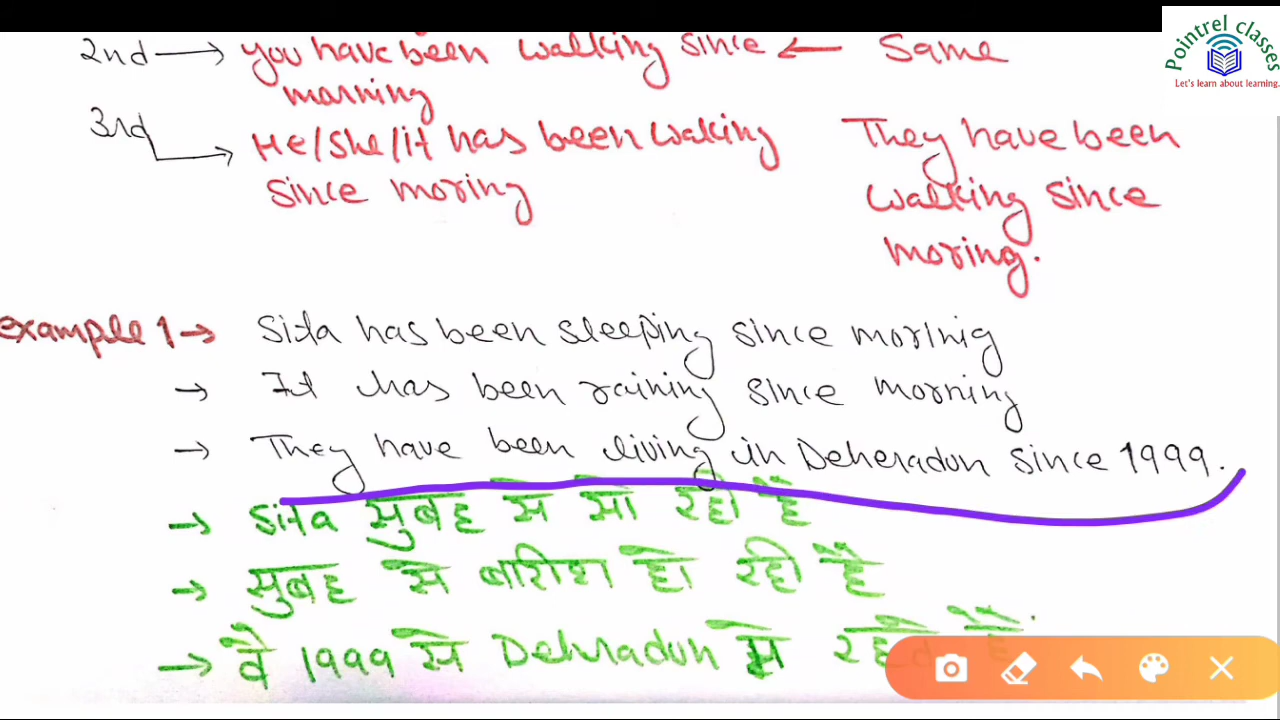 2nd → you have been walking since ← Same
morning
3rd → He/She/it has been waking They have been
since moring walking since
moring.
example 1→ Sita has been sleeping since morinig
→ It has been raining since morning
→ They have been living in Deheradun since 1999.
→ Sita सुबह से सो रही है
→ सुबह से बारीश हो रही है
→ वे 1999 से Dehradun मे रहते है
Pointrel classes
Let's learn about learning.